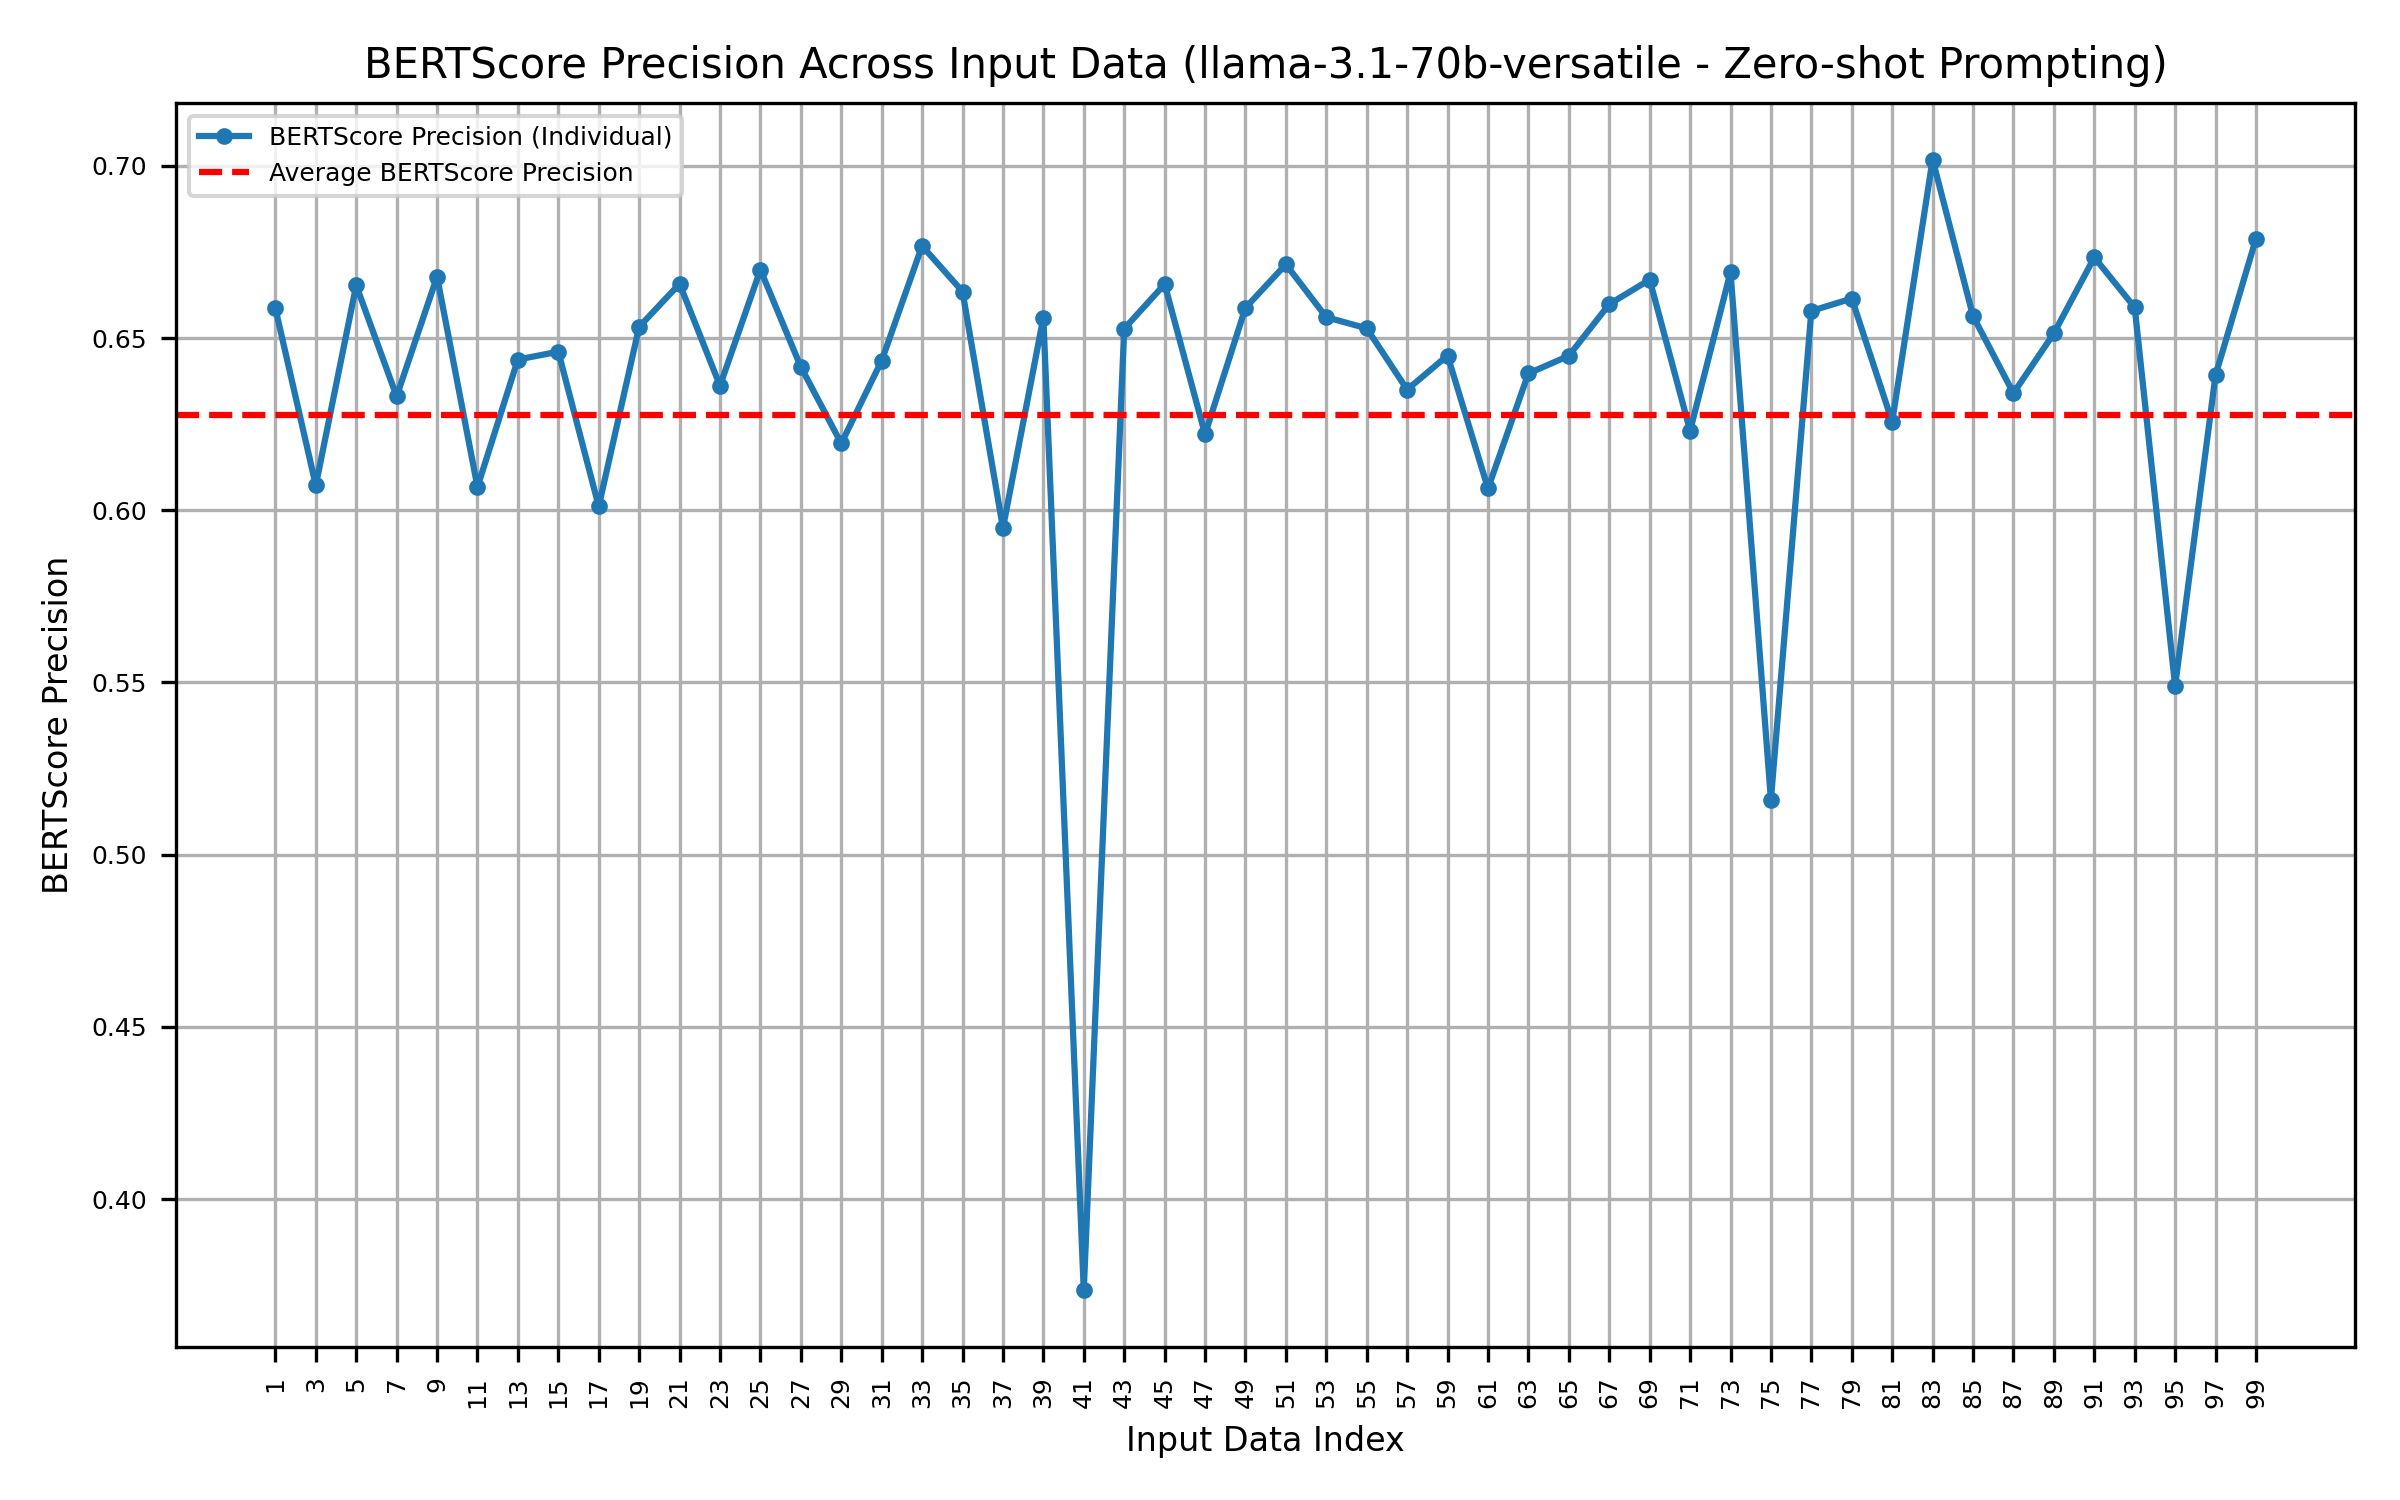 BERTScore Precision Across Input Data (llama-3.1-70b-versatile - Zero-shot Prompting)
BERTScore Precision (Individual)
Average BERTScore Precision
BERTScore Precision
0.70
0.65
0.60
0.55
0.50
0.45
0.40
1 3 5 7 9 11 13 15 17 19 21 23 25 27 29 31 33 35 37 39 41 43 45 47 49 51 53 55 57 59 61 63 65 67 69 71 73 75 77 79 81 83 85 87 89 91 93 95 97 99
Input Data Index